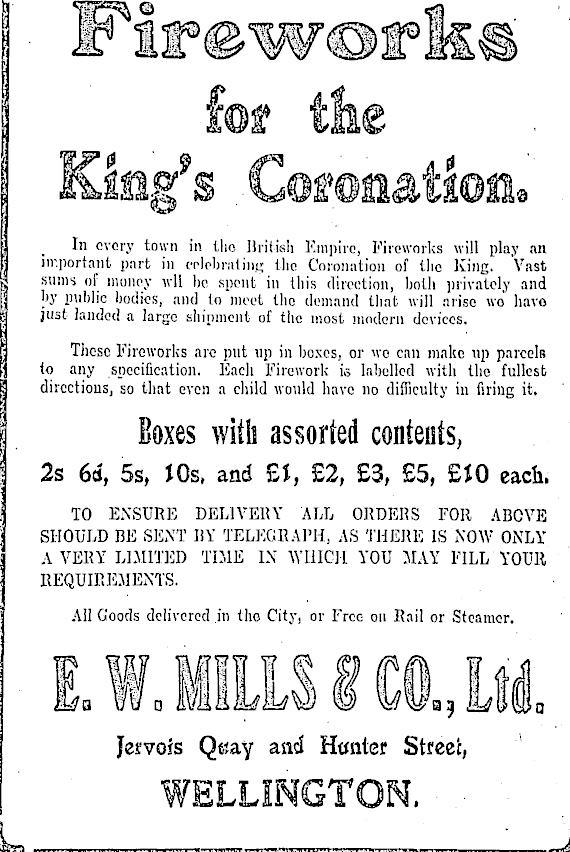 Fireworks
for the
King's Coronation.
In every town in the British Empire, Fireworks will play an
important part in celebrating the Coronation of the King. Vast
sums of money wll be spent in this direction, both privately and
by public bodies, and to meet the demand that will arise we have
just landed a large shipment of the most modern devices.
These Fireworks are put up in boxes, or we can make up parcels
to any specification. Each Firework is labelled with the fullest
directions, so that even a child would have no difficulty in firing it.
Boxes with assorted contents,
2s 6d, 5s, 10s, and £1, £2, £3, £5, £10 each.
TO ENSURE DELIVERY ALL ORDERS FOR ABOVE
SHOULD BE SENT BY TELEGRAPH, AS THERE IS NOW ONLY
A VERY LIMITED TIME IN WHICH YOU MAY FILL YOUR
REQUIREMENTS.
All Goods delivered in the City, or Free on Rail or Steamer.
E. W. MILLS & CO., Ltd.
Jervois Quay and Hunter Street,
WELLINGTON.